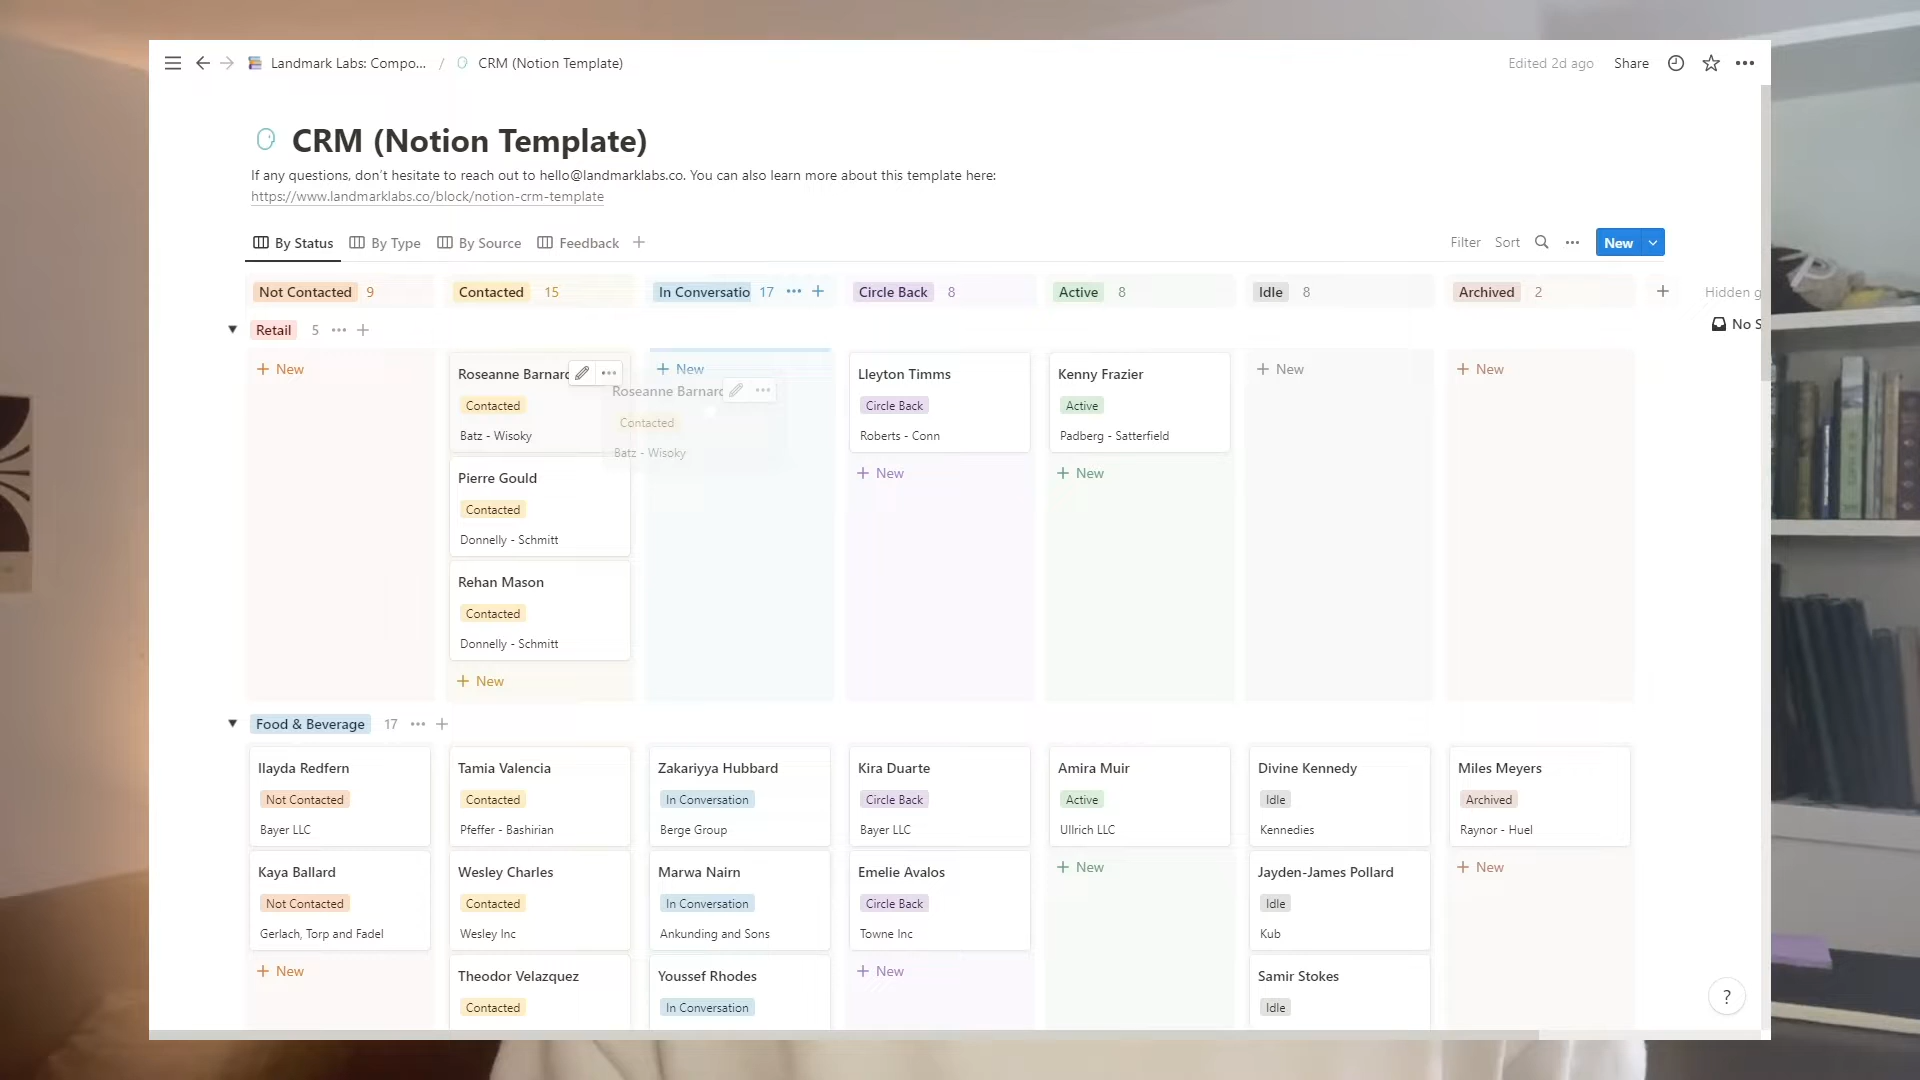 Landmark Labs: Compo... / CRM (Notion Template)
Edited 2d ago Share
CRM (Notion Template)
If any questions, don't hesitate to reach out to hello@landmarklabs.co. You can also learn more about this template here:
https://www.landmarklabs.co/block/notion-crm-template
By Status By Type By Source Feedback
Filter Sort New
Not Contacted 9 Contacted 15 In Conversatio 17 Circle Back 8 Active 8 Idle 8 Archived 2 Hidden g
No S
Retail 5
New
Roseanne Barnard
Contacted
Batz - Wisoky
Pierre Gould
Contacted
Donnelly - Schmitt
Rehan Mason
Contacted
Donnelly - Schmitt
New
New
Roseanne Barnard
Contacted
Batz - Wisoky
Lleyton Timms
Circle Back
Roberts - Conn
New
Kenny Frazier
Active
Padberg - Satterfield
New
New
New
Food & Beverage 17
Ilayda Redfern
Not Contacted
Bayer LLC
Kaya Ballard
Not Contacted
Gerlach, Torp and Fadel
New
Tamia Valencia
Contacted
Pfeffer - Bashirian
Wesley Charles
Contacted
Wesley Inc
Theodor Velazquez
Contacted
Zakariyya Hubbard
In Conversation
Berge Group
Marwa Nairn
In Conversation
Ankunding and Sons
Youssef Rhodes
In Conversation
Kira Duarte
Circle Back
Bayer LLC
Emelie Avalos
Circle Back
Towne Inc
New
Amira Muir
Active
Ullrich LLC
New
Divine Kennedy
Idle
Kennedies
Jayden-James Pollard
Idle
Kub
Samir Stokes
Idle
Miles Meyers
Archived
Raynor - Huel
New
?